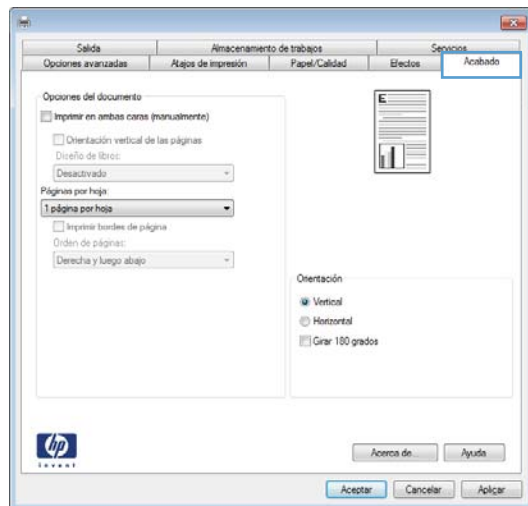 Salida
Almacenamiento de trabajos
Servicios
Opciones avanzadas
Atajos de impresión
Papel/Calidad
Efectos
Acabado
Opciones del documento
Imprimir en ambas caras (manualmente)
Orientación vertical de las páginas
Diseño de libros:
Desactivado
Páginas por hoja:
1 página por hoja
Imprimir bordes de página
Orden de páginas:
Derecha y luego abajo
E
Orientación
Vertical
Horizontal
Girar 180 grados
hp
invent
Acerca de...
Ayuda
Aceptar
Cancelar
Aplicar